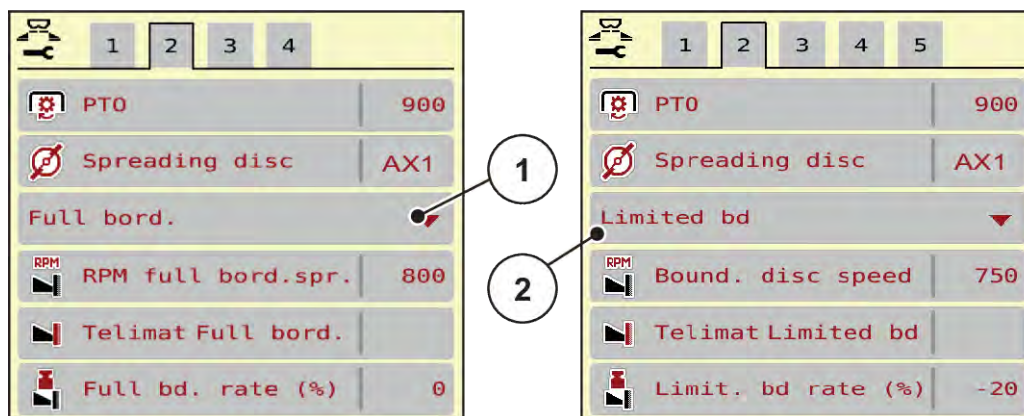 1 2 3 4
PTO 900
Spreading disc AX1
Full bord.
RPM RPM full bord.spr. 800
Telimat Full bord.
Full bd. rate (%) 0
1
2
1 2 3 4 5
PTO 900
Spreading disc AX1
Limited bd
RPM Bound. disc speed 750
Telimat Limited bd
Limit. bd rate (%) -20